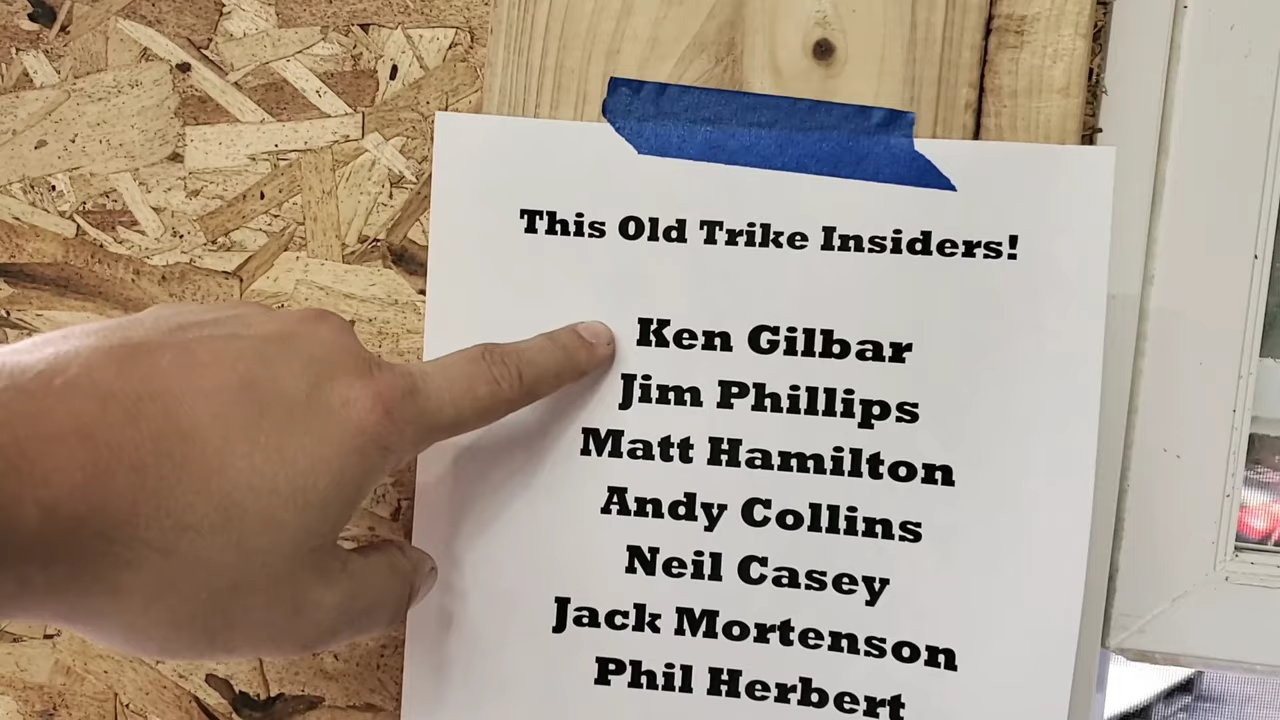 This Old Trike Insiders!
Ken Gilbar
Jim Phillips
Matt Hamilton
Andy Collins
Neil Casey
Jack Mortenson
Phil Herbert